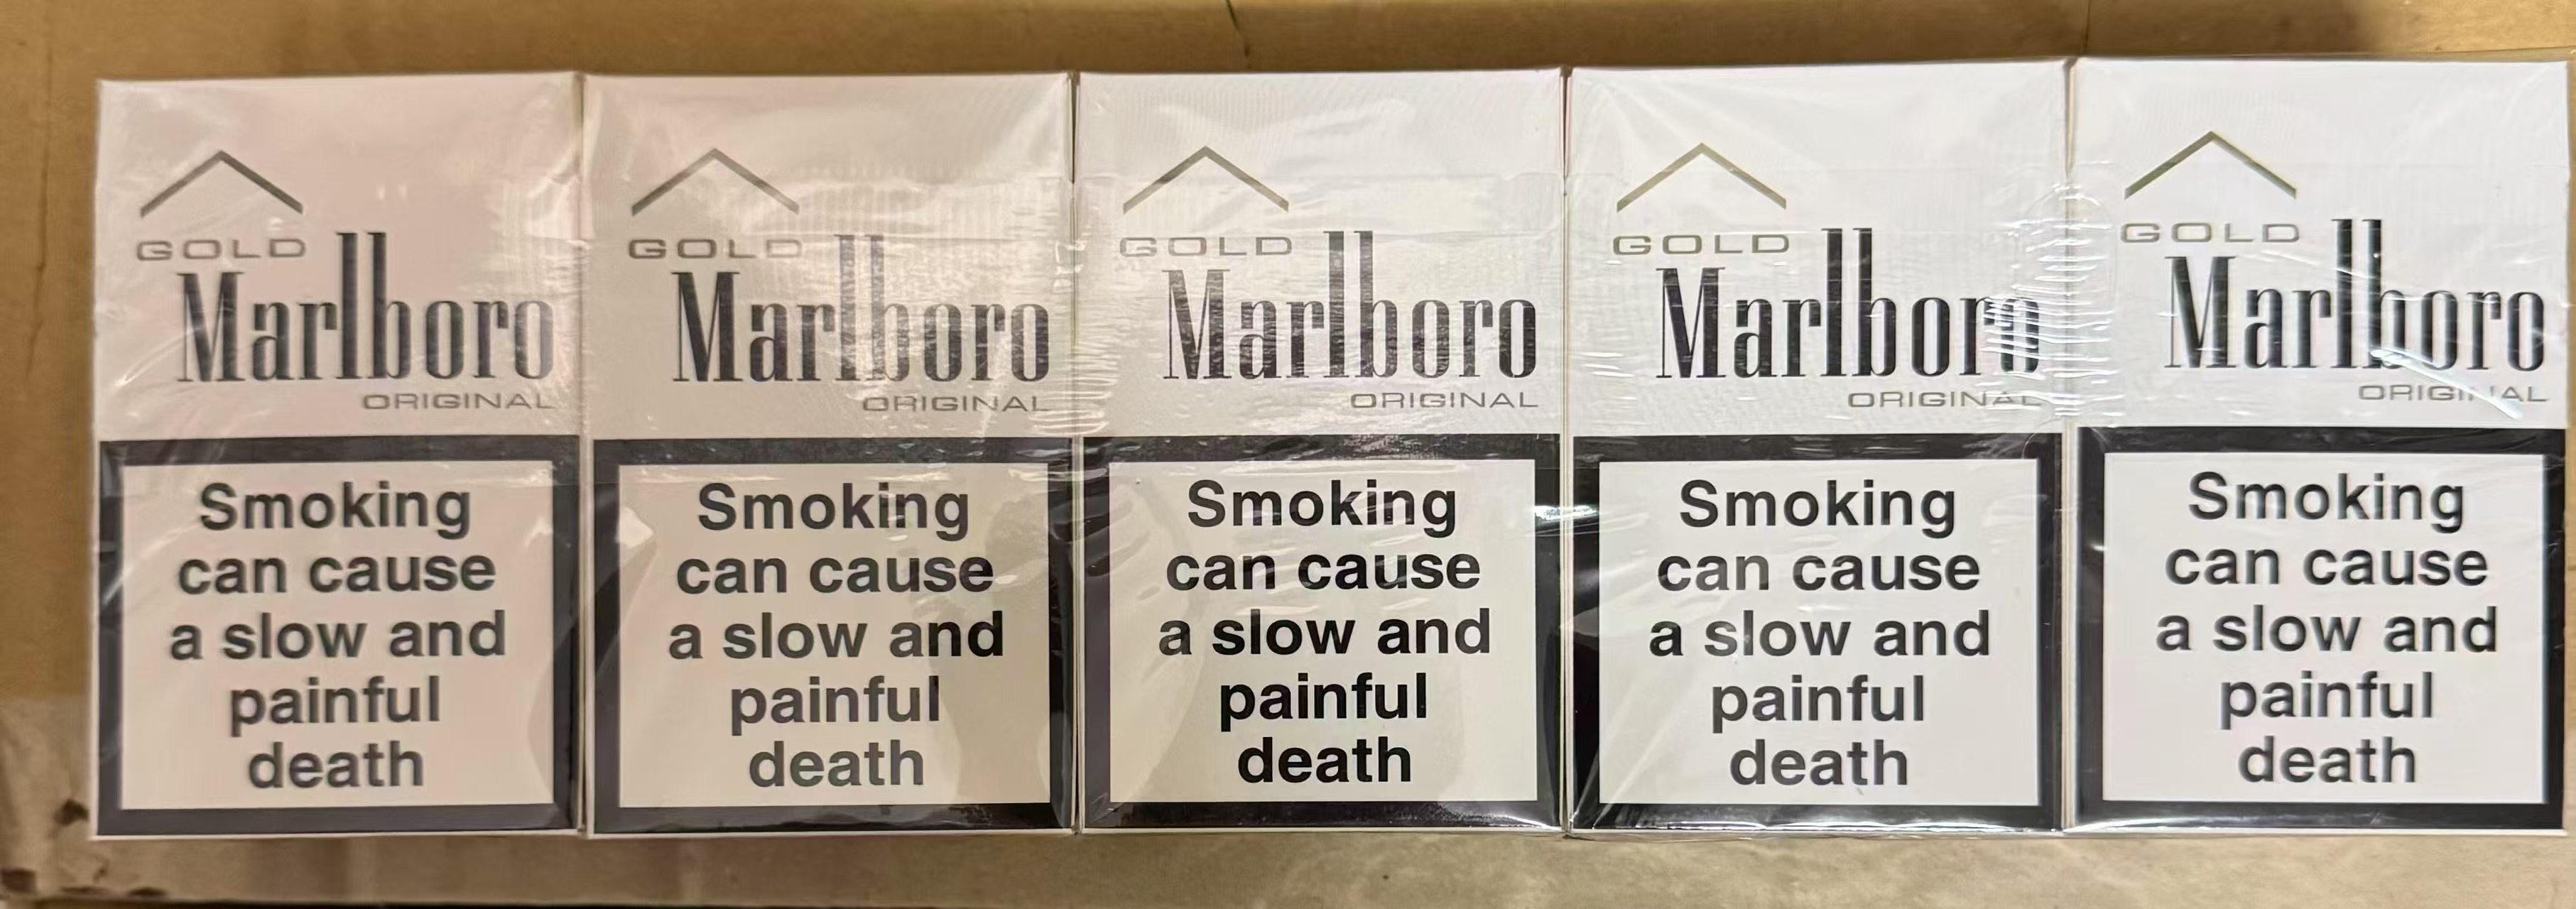 GOLD
Marlboro
ORIGINAL
Smoking
can cause
a slow and
painful
death
GOLD
Marlboro
ORIGINAL
Smoking
can cause
a slow and
painful
death
GOLD
Marlboro
ORIGINAL
Smoking
can cause
a slow and
painful
death
GOLD
Marlboro
ORIGINAL
Smoking
can cause
a slow and
painful
death
GOLD
Marlboro
ORIGINAL
Smoking
can cause
a slow and
painful
death